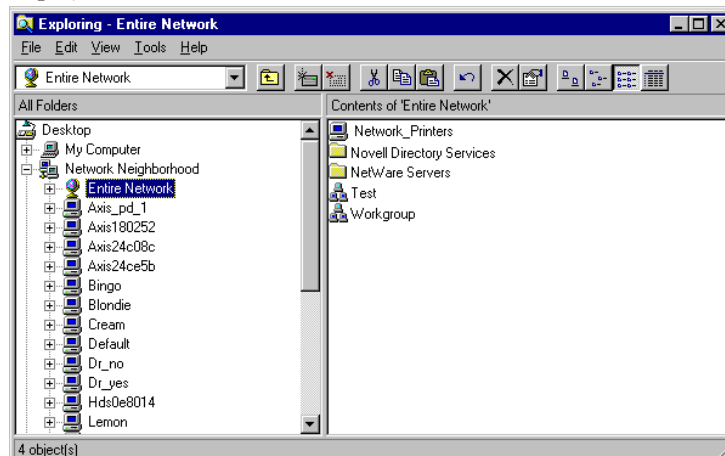 Exploring - Entire Network
File Edit View Tools Help
Entire Network
All Folders
Contents of 'Entire Network'
Desktop
My Computer
Network Neighborhood
Entire Network
Axis_pd_1
Axis180252
Axis24c08c
Axis24ce5b
Bingo
Blondie
Cream
Default
Dr_no
Dr_yes
Hds0e8014
Lemon
Network_Printers
Novell Directory Services
NetWare Servers
Test
Workgroup
4 object(s)